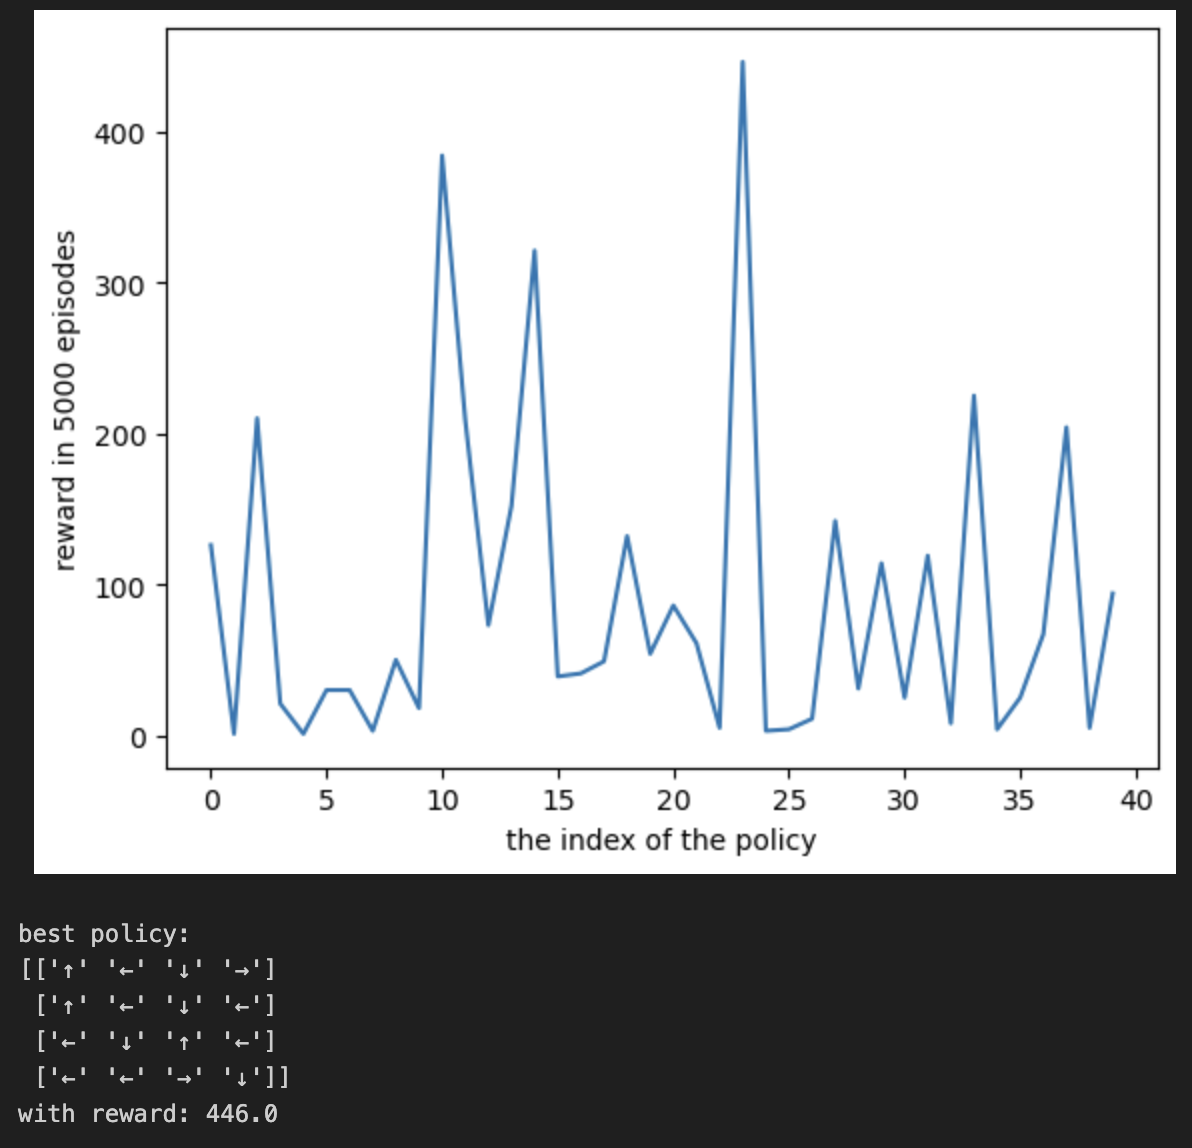 400
300
200
100
0
reward in 5000 episodes
0 5 10 15 20 25 30 35 40
the index of the policy
best policy:
[['↑' '←' '↓' '→']
['↑' '←' '↓' '←']
['←' '↓' '↑' '←']
['←' '←' '→' '↓']]
with reward: 446.0